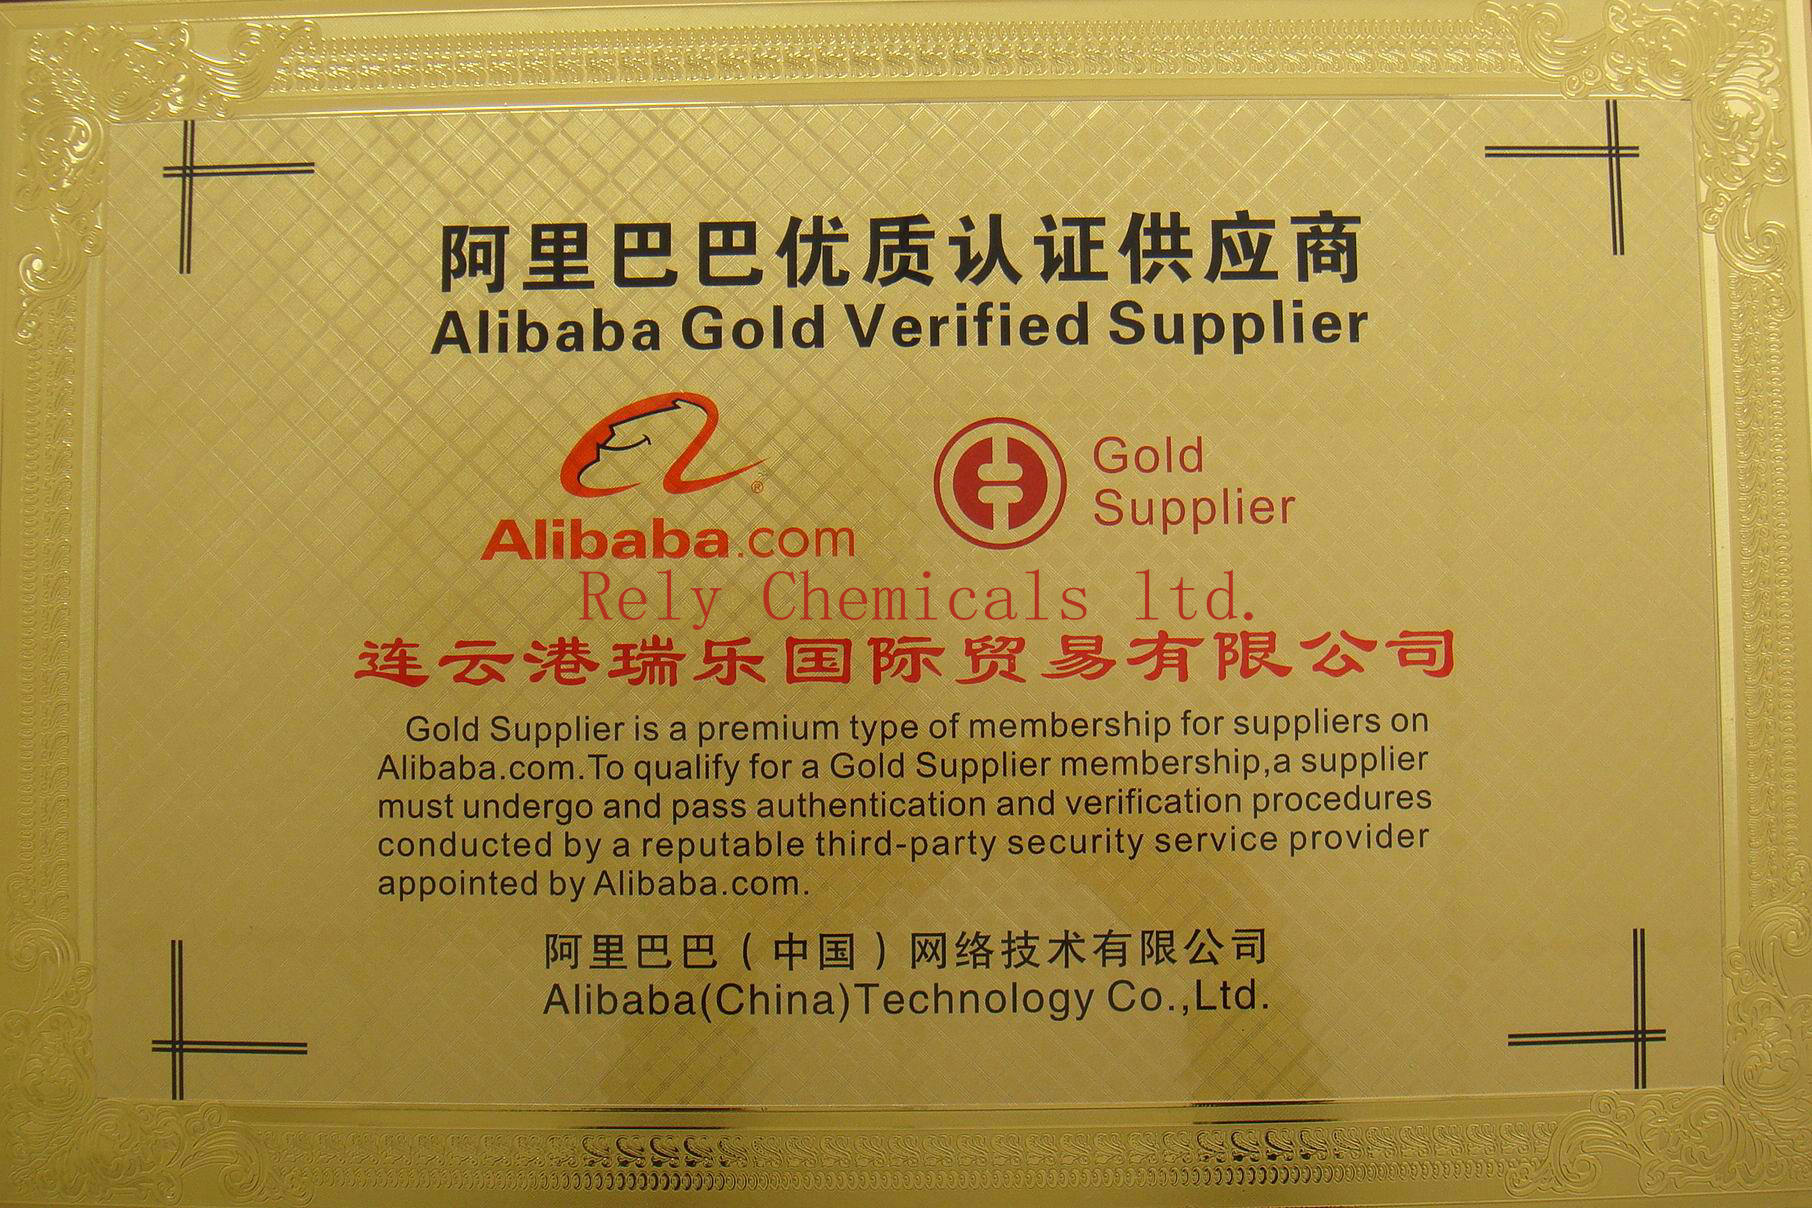 阿里巴巴优质认证供应商
Alibaba Gold Verified Supplier
Alibaba.com
Gold
Supplier
Rely Chemicals ltd.
连云港瑞乐国际贸易有限公司
Gold Supplier is a premium type of membership for suppliers on
Alibaba.com.To qualify for a Gold Supplier membership,a supplier
must undergo and pass authentication and verification procedures
conducted by a reputable third-party security service provider
appointed by Alibaba.com.
阿里巴巴（中国）网络技术有限公司
Alibaba(China)Technology Co.,Ltd.